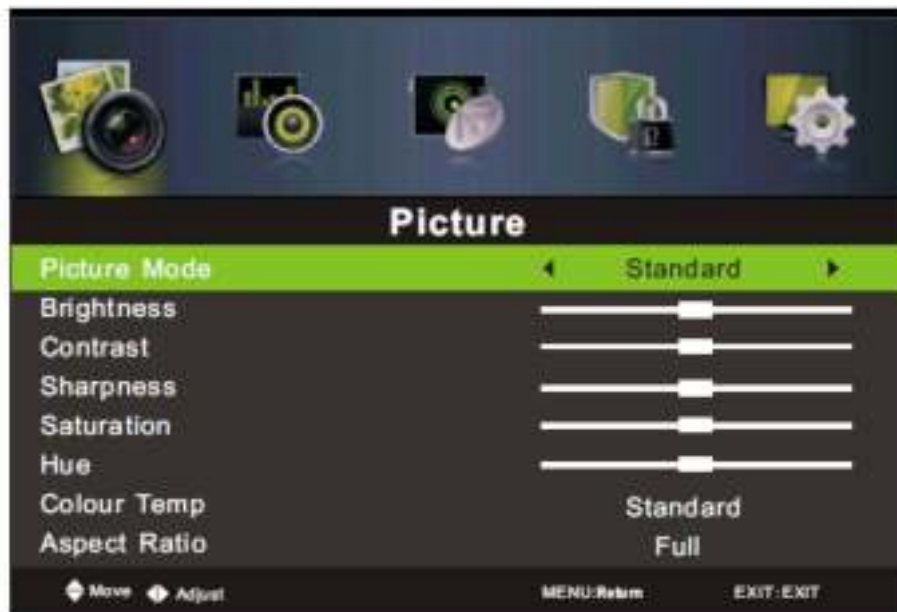 Picture
Picture Mode Standard
Brightness
Contrast
Sharpness
Saturation
Hue
Colour Temp Standard
Aspect Ratio Full
Move Adjust MENU:Return EXIT:EXIT